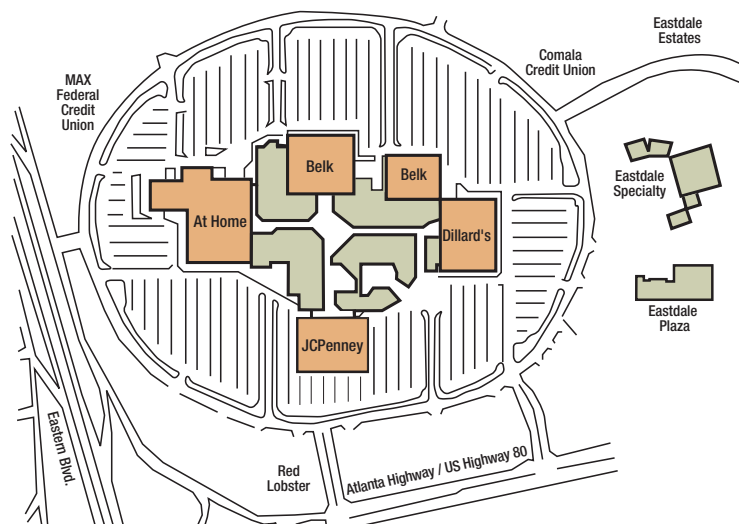 Eastdale
Estates
Comala
Credit Union
MAX
Federal
Credit
Union
Belk
Belk
Eastdale
Specialty
At Home
Dillard's
Eastdale
Plaza
JCPenney
Eastern Blvd.
Red
Lobster
Atlanta Highway / US Highway 80